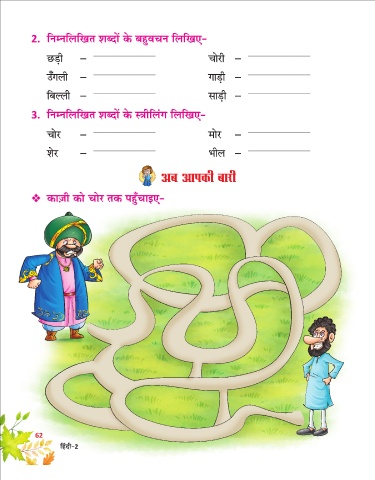 2. निम्नलिखित शब्दों के बहुवचन लिखिए-
छड़ी – चोरी –
उँगली – गाड़ी –
बिल्ली – साड़ी –
3. निम्नलिखित शब्दों के स्त्रीलिंग लिखिए-
चोर – मोर –
शेर – भील –
अब आपकी बारी
❖ काज़ी को चोर तक पहुँचाइए-
62
हिंदी-2